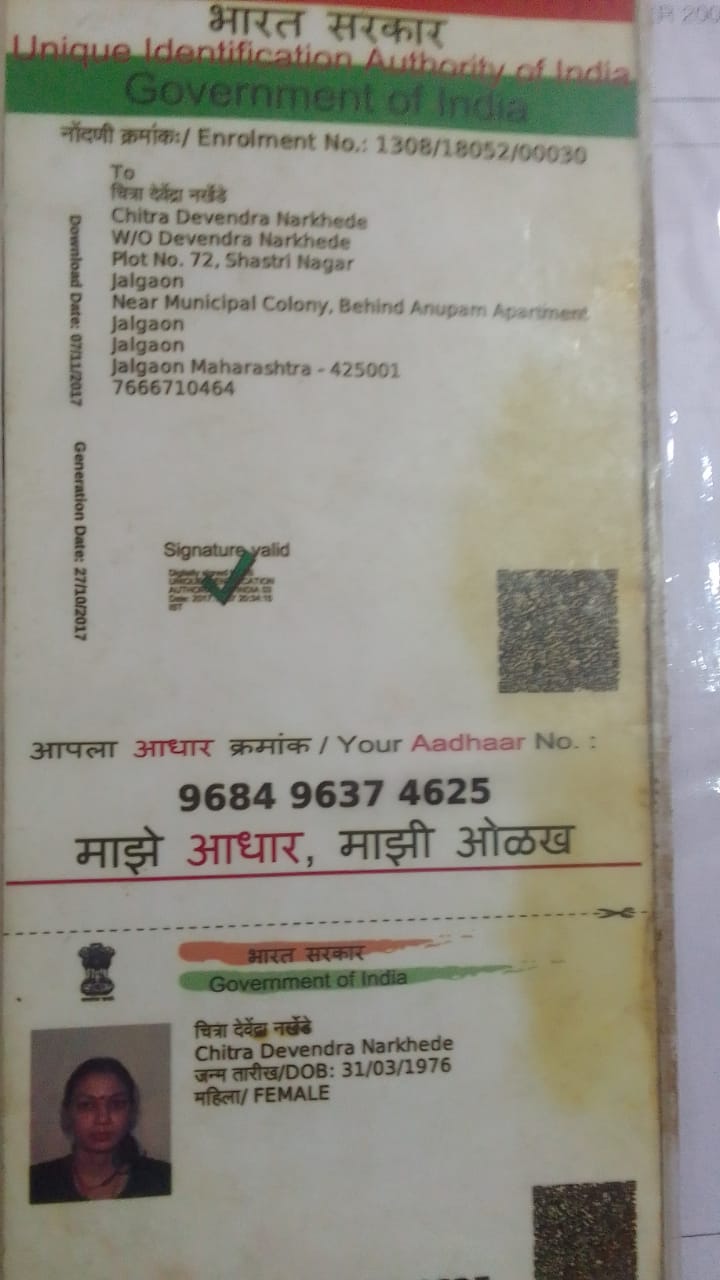 भारत सरकार
Unique Identification Authority of India
Government of India
नोंदणी क्रमांकः/ Enrolment No.: 1308/18052/00030
To
चित्रा देवेंद्रा नर्खेडे
Chitra Devendra Narkhede
W/O Devendra Narkhede
Plot No. 72, Shastri Nagar
Jalgaon
Near Municipal Colony, Behind Anupam Apartment
Jalgaon
Jalgaon
Jalgaon Maharashtra - 425001
7666710464
Download Date: 07/11/2017
Generation Date: 27/10/2017
Signature valid
आपला आधार क्रमांक / Your Aadhaar No. :
9684 9637 4625
माझे आधार, माझी ओळख
भारत सरकार
Government of India
चित्रा देवेंद्रा नर्खेडे
Chitra Devendra Narkhede
जन्म तारीख/DOB: 31/03/1976
महिला/ FEMALE